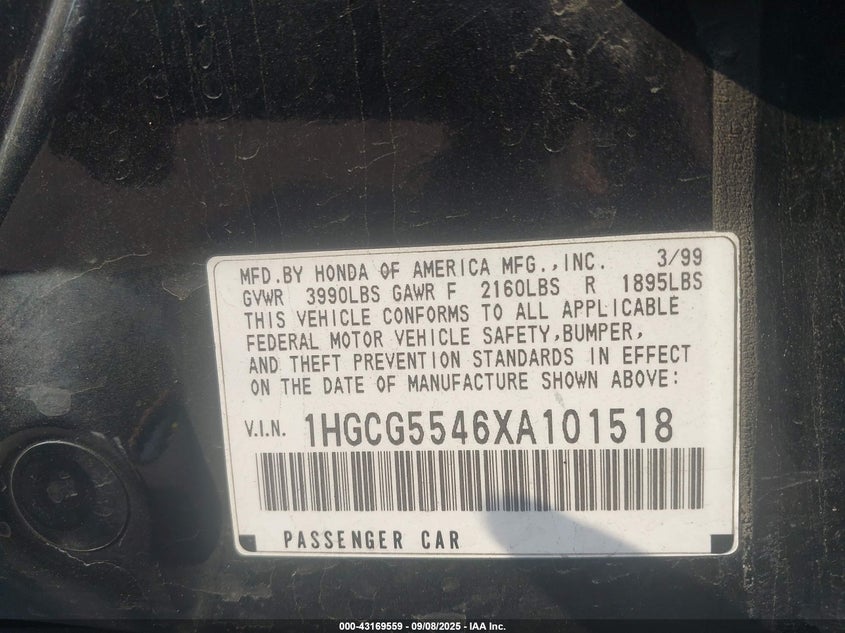 MFD.BY HONDA OF AMERICA MFG.,INC. 3/99
GVWR 3990LBS GAWR F 2160LBS R 1895LBS
THIS VEHICLE CONFORMS TO ALL APPLICABLE
FEDERAL MOTOR VEHICLE SAFETY,BUMPER,
AND THEFT PREVENTION STANDARDS IN EFFECT
ON THE DATE OF MANUFACTURE SHOWN ABOVE:
V.I.N. 1HGCG5546XA101518
PASSENGER CAR
000-43169559 - 09/08/2025 - IAA Inc.